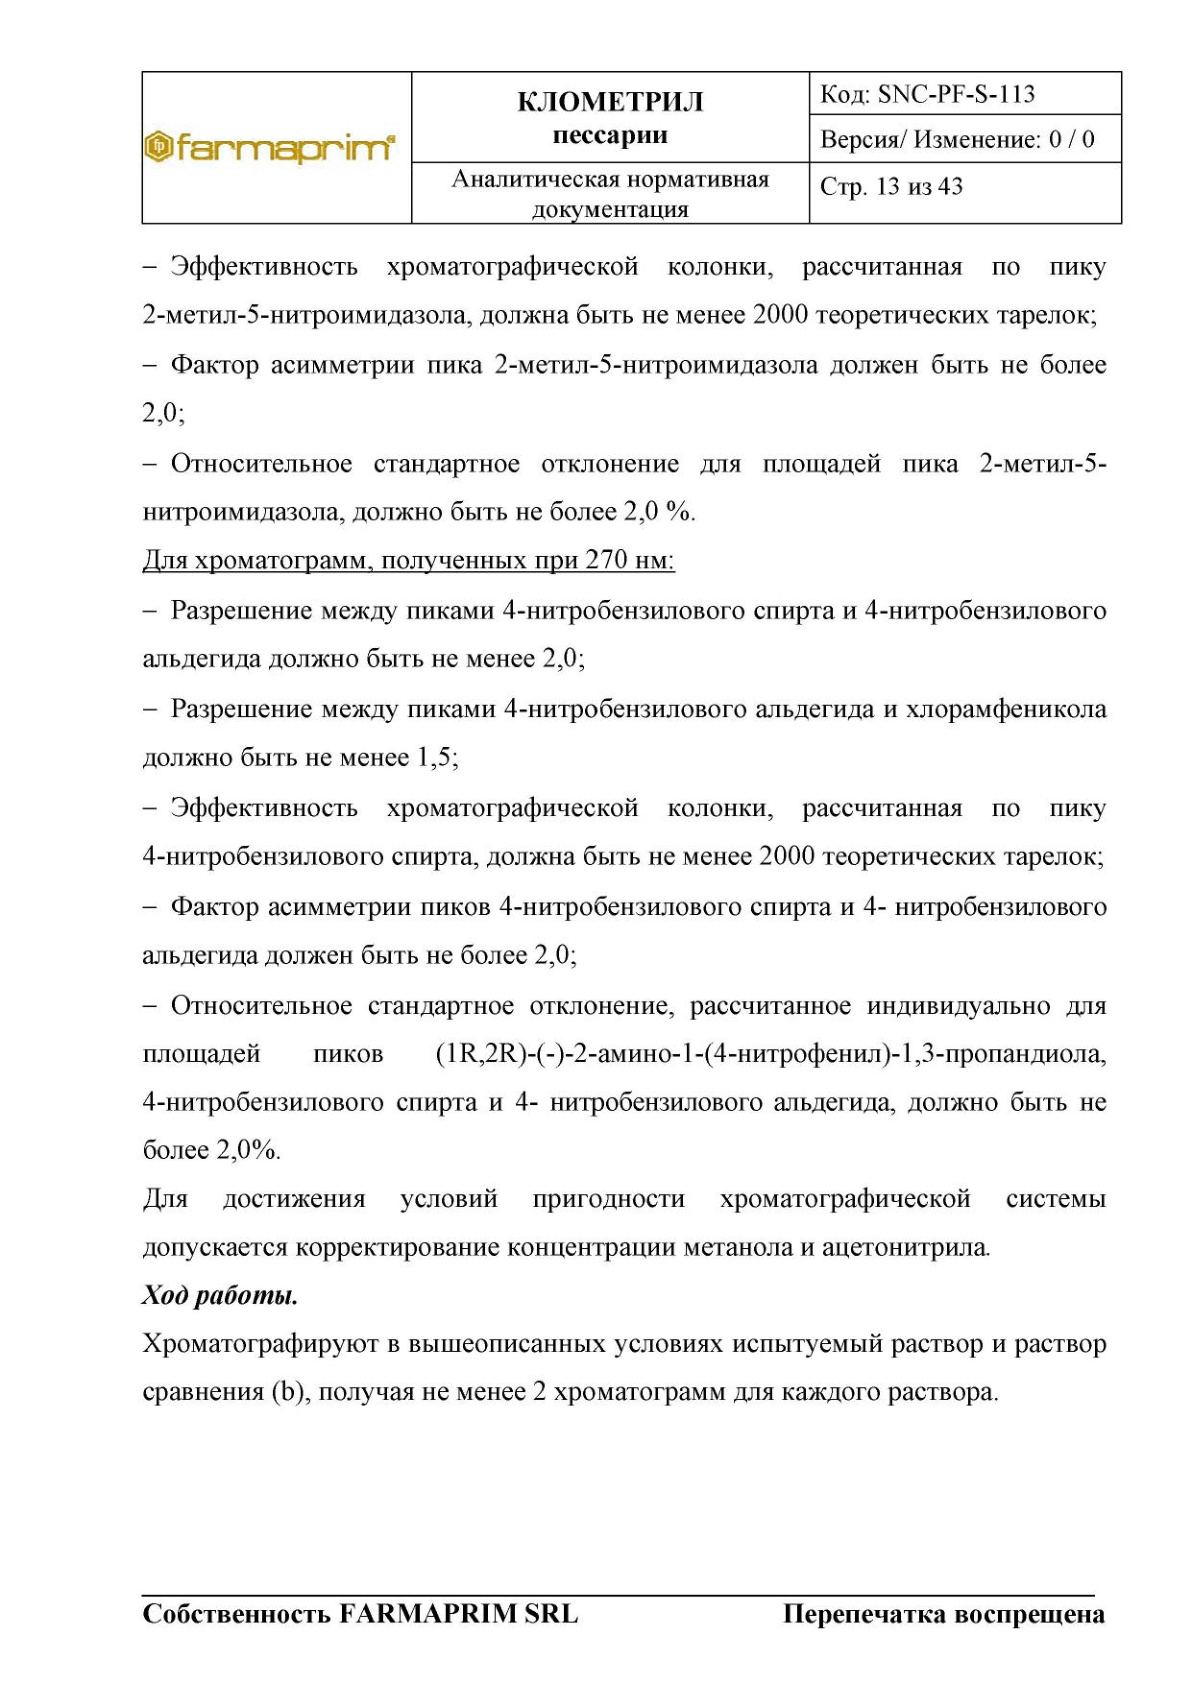 farmaprim
КЛОМЕТРИЛ
пессарии
Код: SNC-PF-S-113
Версия/ Изменение: 0 / 0
Аналитическая нормативная
документация
Стр. 13 из 43
– Эффективность хроматографической колонки, рассчитанная по пику
2-метил-5-нитроимидазола, должна быть не менее 2000 теоретических тарелок;
– Фактор асимметрии пика 2-метил-5-нитроимидазола должен быть не более
2,0;
– Относительное стандартное отклонение для площадей пика 2-метил-5-
нитроимидазола, должно быть не более 2,0 %.
Для хроматограмм, полученных при 270 нм:
– Разрешение между пиками 4-нитробензилового спирта и 4-нитробензилового
альдегида должно быть не менее 2,0;
– Разрешение между пиками 4-нитробензилового альдегида и хлорамфеникола
должно быть не менее 1,5;
– Эффективность хроматографической колонки, рассчитанная по пику
4-нитробензилового спирта, должна быть не менее 2000 теоретических тарелок;
– Фактор асимметрии пиков 4-нитробензилового спирта и 4- нитробензилового
альдегида должен быть не более 2,0;
– Относительное стандартное отклонение, рассчитанное индивидуально для
площадей пиков (1R,2R)-(-)-2-амино-1-(4-нитрофенил)-1,3-пропандиола,
4-нитробензилового спирта и 4- нитробензилового альдегида, должно быть не
более 2,0%.
Для достижения условий пригодности хроматографической системы
допускается корректирование концентрации метанола и ацетонитрила.
Ход работы.
Хроматографируют в вышеописанных условиях испытуемый раствор и раствор
сравнения (b), получая не менее 2 хроматограмм для каждого раствора.
Собственность FARMAPRIM SRL Перепечатка воспрещена